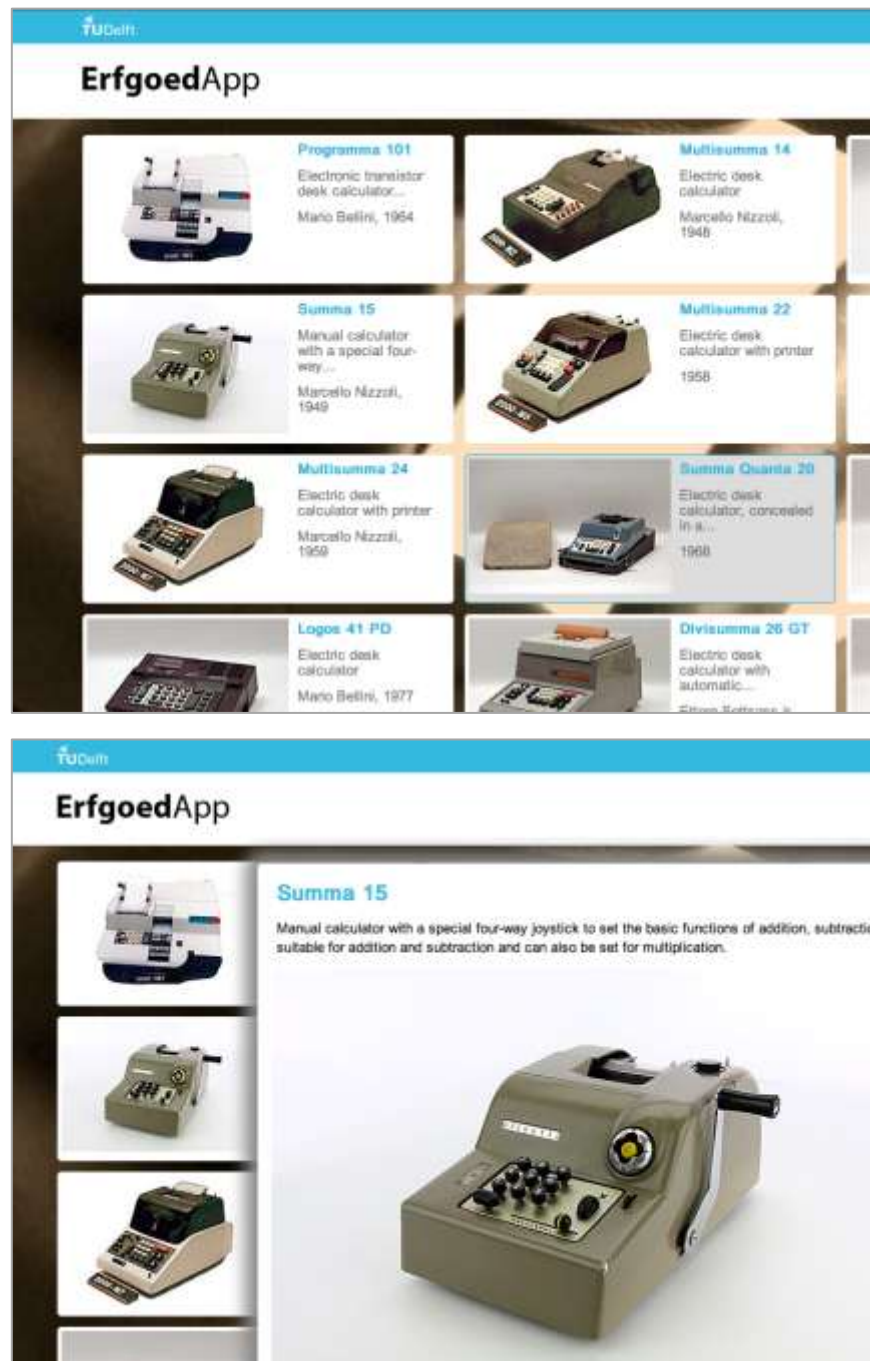 TUDelft
ErfgoedApp
Programma 101
Electronic transistor
desk calculator...
Mario Bellini, 1964
Multisumma 14
Electric desk
calculator
Marcello Nizzoli,
1948
Summa 15
Manual calculator
with a special four-
way...
Marcello Nizzoli,
1949
Multisumma 22
Electric desk
calculator with printer
1958
Multisumma 24
Electric desk
calculator with printer
Marcello Nizzoli,
1959
Summa Quanta 20
Electric desk
calculator, concealed
in a...
1968
Logos 41 PD
Electric desk
calculator
Mario Bellini, 1977
Divisumma 26 GT
Electric desk
calculator with
automatic...
TUDelft
ErfgoedApp
Summa 15
Manual calculator with a special four-way joystick to set the basic functions of addition, subtractio
suitable for addition and subtraction and can also be set for multiplication.